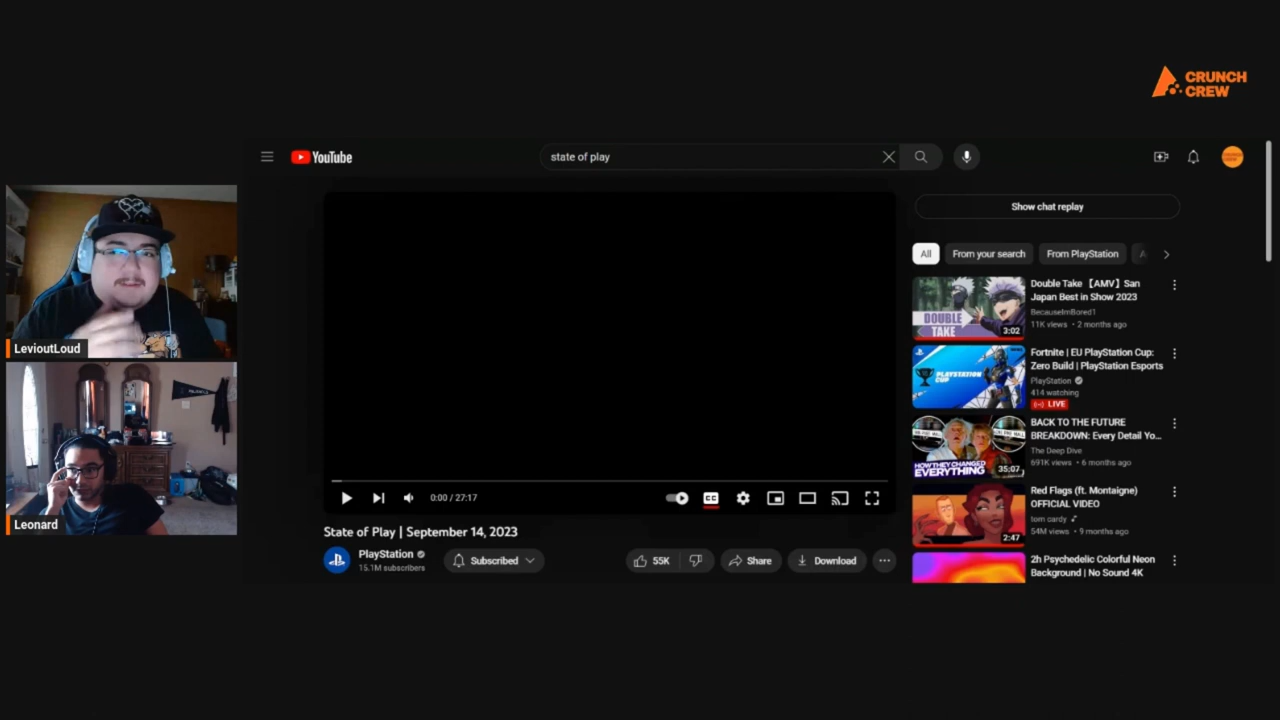 CRUNCH
CREW
YouTube
state of play
LevioutLoud
Leonard
0:00 / 27:17
CC
State of Play | September 14, 2023
PlayStation
15.1M subscribers
Subscribed
55K
Share
Download
Show chat replay
All
From your search
From PlayStation
A
DOUBLE
TAKE
3:02
Double Take 【AMV】 San
Japan Best in Show 2023
BecauseImBored1
11K views • 2 months ago
PLAYSTATION
CUP
Fortnite | EU PlayStation Cup:
Zero Build | PlayStation Esports
PlayStation
414 watching
LIVE
HOW THEY CHANGED
EVERYTHING
35:07
BACK TO THE FUTURE
BREAKDOWN: Every Detail Yo...
The Deep Dive
691K views • 6 months ago
2:47
Red Flags (ft. Montaigne)
OFFICIAL VIDEO
tom cardy
54M views • 9 months ago
2h Psychedelic Colorful Neon
Background | No Sound 4K